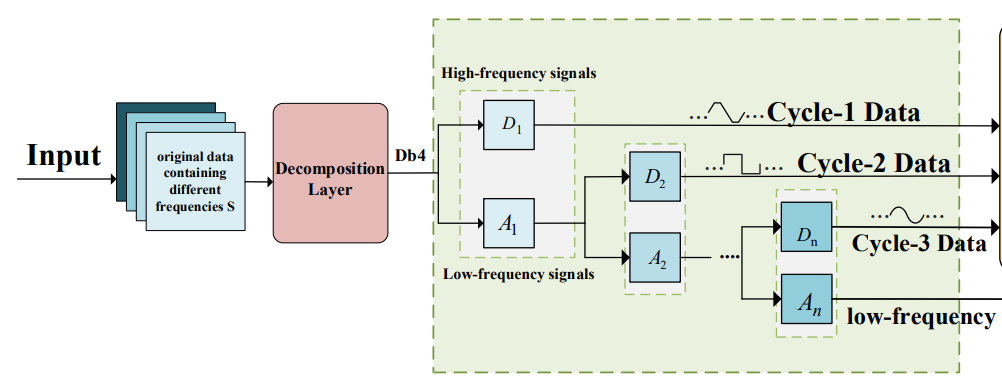 Input
original data
containing
different
frequencies S
Decomposition
Layer
Db4
High-frequency signals
D1
A1
Low-frequency signals
...
...
Cycle-1 Data
D2
A2
...
...
Cycle-2 Data
....
Dn
An
...
...
Cycle-3 Data
low-frequency